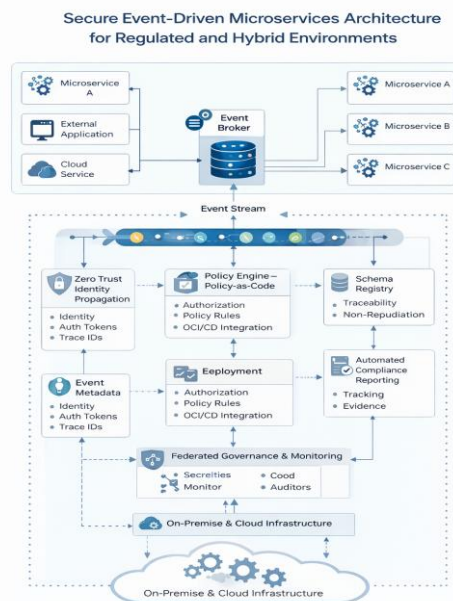 Secure Event-Driven Microservices Architecture
for Regulated and Hybrid Environments
Microservice
A
External
Application
Cloud
Service
Event
Broker
Microservice A
Microservice B
Microservice C
Event Stream
Zero Trust
Identity
Propagation
• Identity
• Auth Tokens
• Trace IDs
Policy Engine—
Policy-as-Code
• Authorization
• Policy Rules
• OCI/CD Integration
Schema
Registry
• Traceability
• Non-Repudiation
Event
Metadata
• Identity
• Auth Tokens
• Trace IDs
Eployment
• Authorization
• Policy Rules
• OCI/CD Integration
Automated
Compliance
Reporting
• Tracking
• Evidence
Federated Governance & Monitoring
• Secreities
• Cood
Monitor
• Auditors
On-Premise & Cloud Infrastructure
On-Premise & Cloud Infrastructure